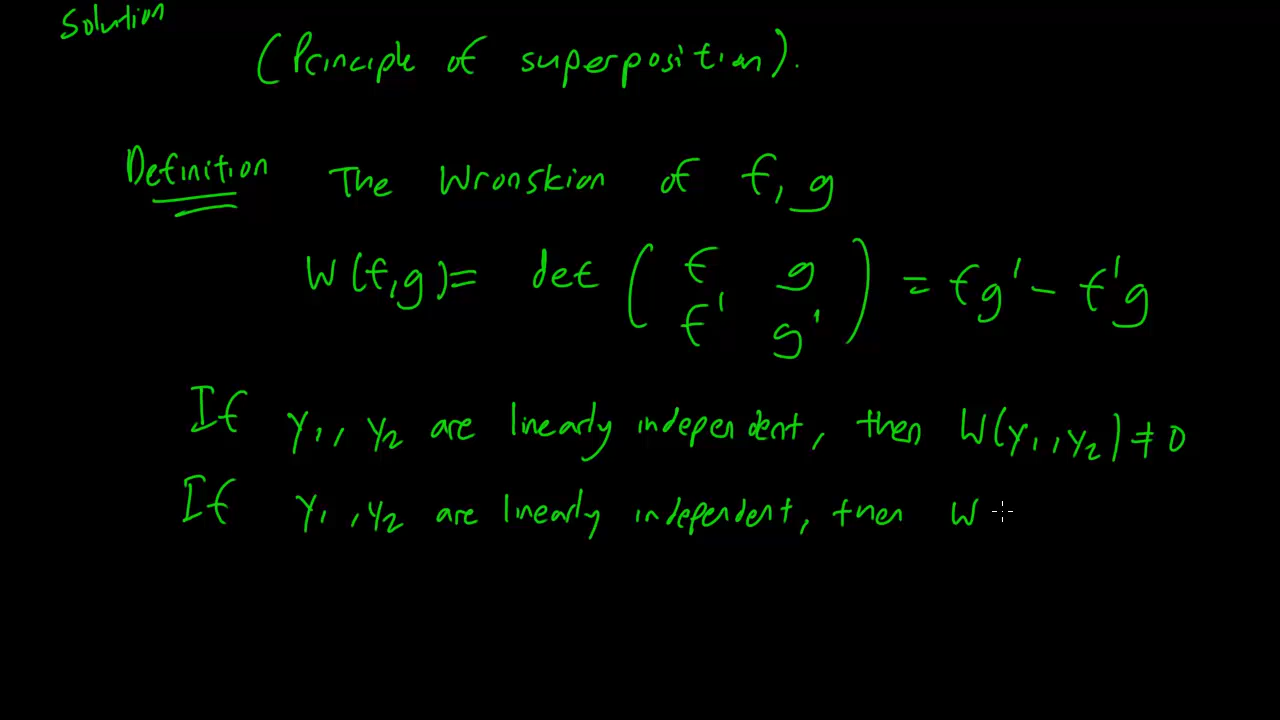 Solution
(Principle of superposition).
Definition The Wronskian of f, g
W(f,g) = det ( f g f' g' ) = fg' - f'g
If y₁, y₂ are linearly independent, then W(y₁, y₂) ≠ 0
If y₁, y₂ are linearly independent, then W